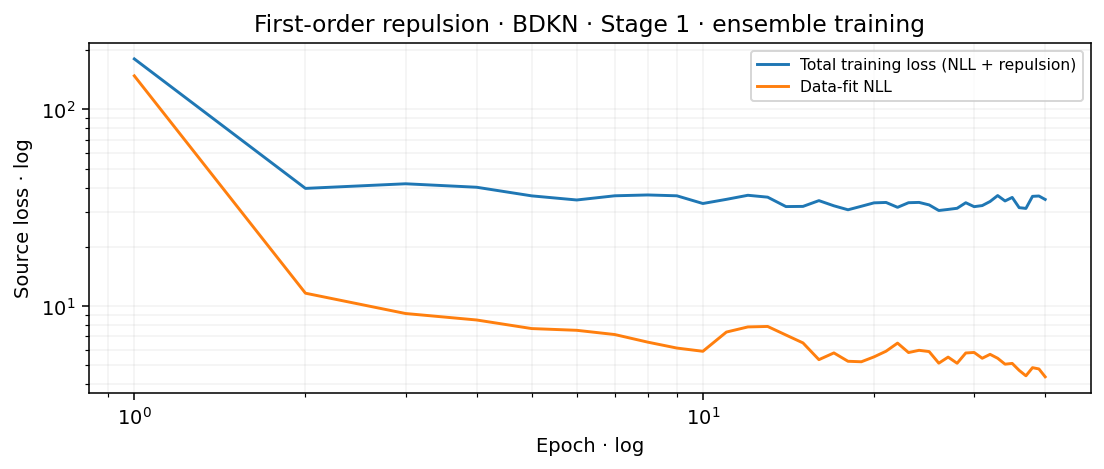 First-order repulsion · BDKN · Stage 1 · ensemble training
Total training loss (NLL + repulsion)
Data-fit NLL
Source loss · log
10²
10¹
10⁰
10¹
Epoch · log